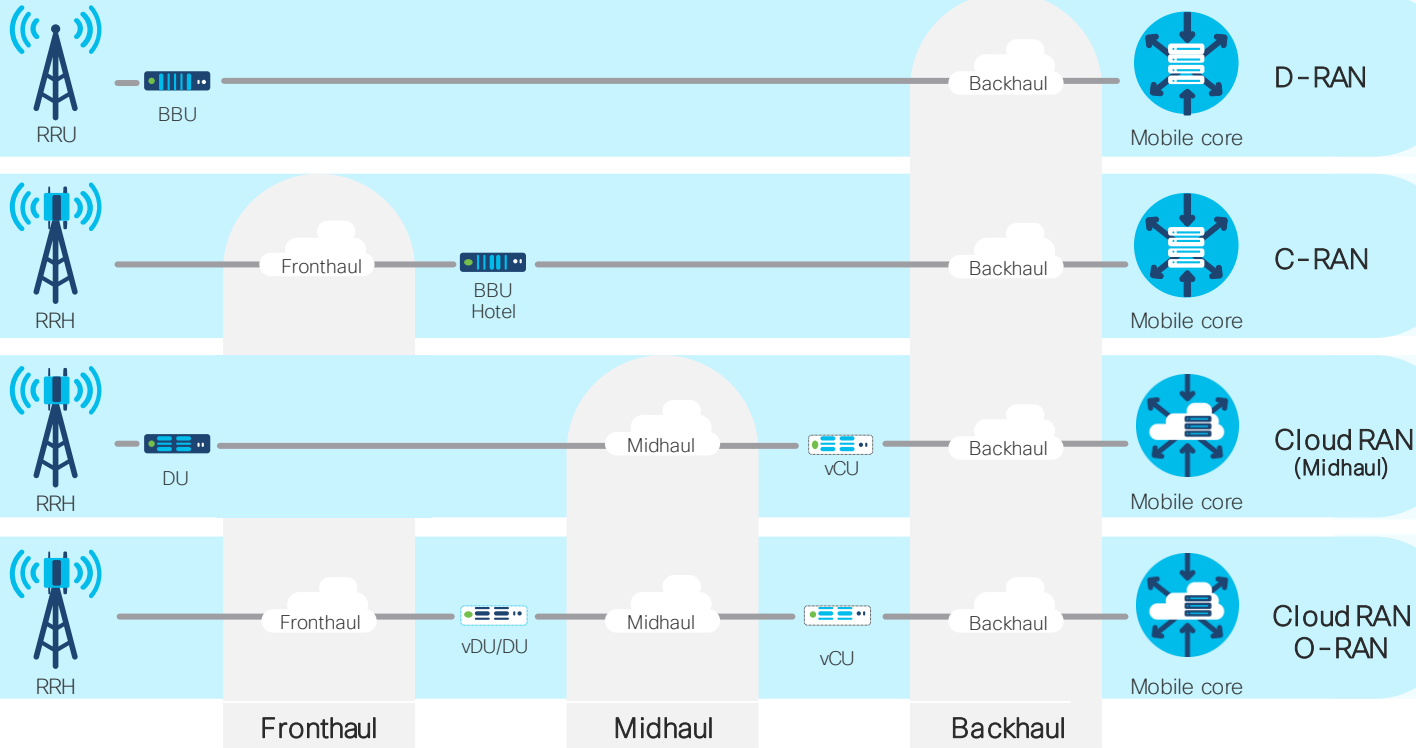 RRU
BBU
Backhaul
Mobile core
D-RAN
RRH
Fronthaul
BBU
Hotel
Backhaul
Mobile core
C-RAN
RRH
DU
Midhaul
vCU
Backhaul
Mobile core
Cloud RAN
(Midhaul)
RRH
Fronthaul
vDU/DU
Midhaul
vCU
Backhaul
Mobile core
Cloud RAN
O-RAN
Fronthaul
Midhaul
Backhaul